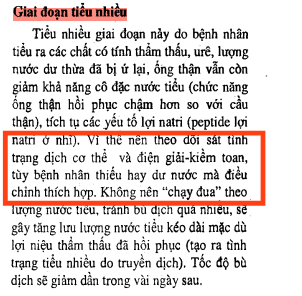 Giai đoạn tiểu nhiều
Tiểu nhiều giai đoạn này do bệnh nhân
tiểu ra các chất có tính thẩm thấu, urê, lượng
nước dư thừa đã bị ứ lại, ống thận vẫn còn
giảm khả năng cô đặc nước tiểu (chức năng
ống thận hồi phục chậm hơn so với cầu
thận), tích tụ các yếu tố lợi natri (peptide lợi
natri ở nhĩ). Vì thế nên theo dõi sát tình
trạng dịch cơ thể và điện giải-kiềm toan,
tùy bệnh nhân thiếu hay dư nước mà điều
chỉnh thích hợp. Không nên “chạy đua” theo
lượng nước tiểu, tránh bù dịch quá nhiều, sẽ
gây tăng lưu lượng nước tiểu kéo dài mặc dù
lợi niệu thẩm thấu đã hồi phục (tạo ra tình
trạng tiểu nhiều do truyền dịch). Tốc độ bù
dịch sẽ giảm dần trong vài ngày sau.